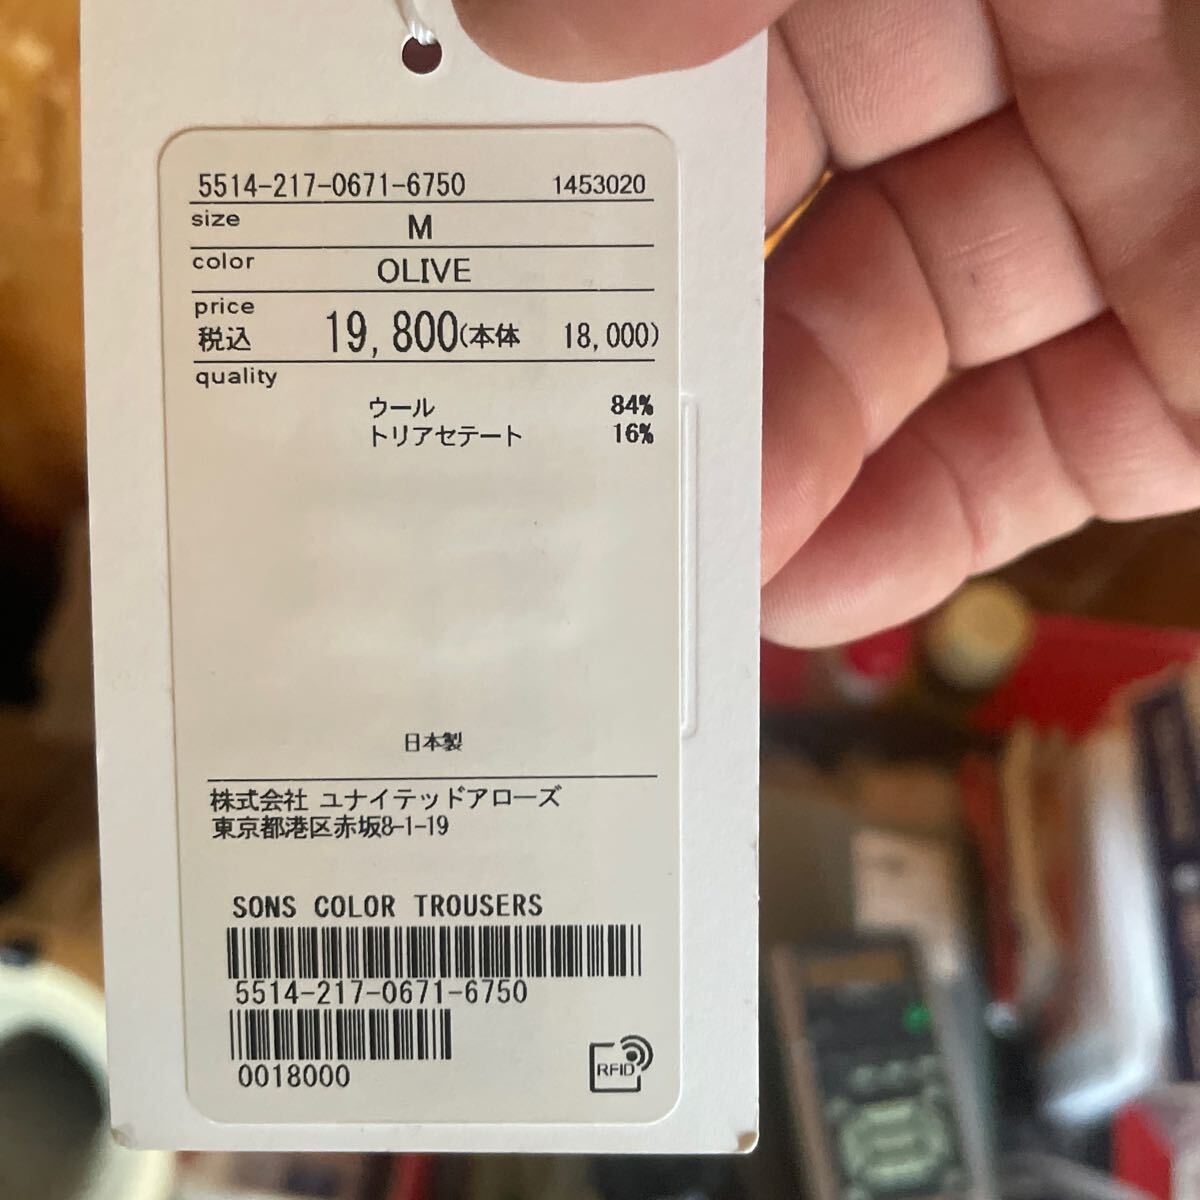 5514-217-0671-6750 1453020
size M
color OLIVE
price
税込 19,800(本体 18,000)
quality
ウール 84%
トリアセテート 16%
日本製
株式会社 ユナイテッドアローズ
東京都港区赤坂8-1-19
SONS COLOR TROUSERS
5514-217-0671-6750
0018000
RFID